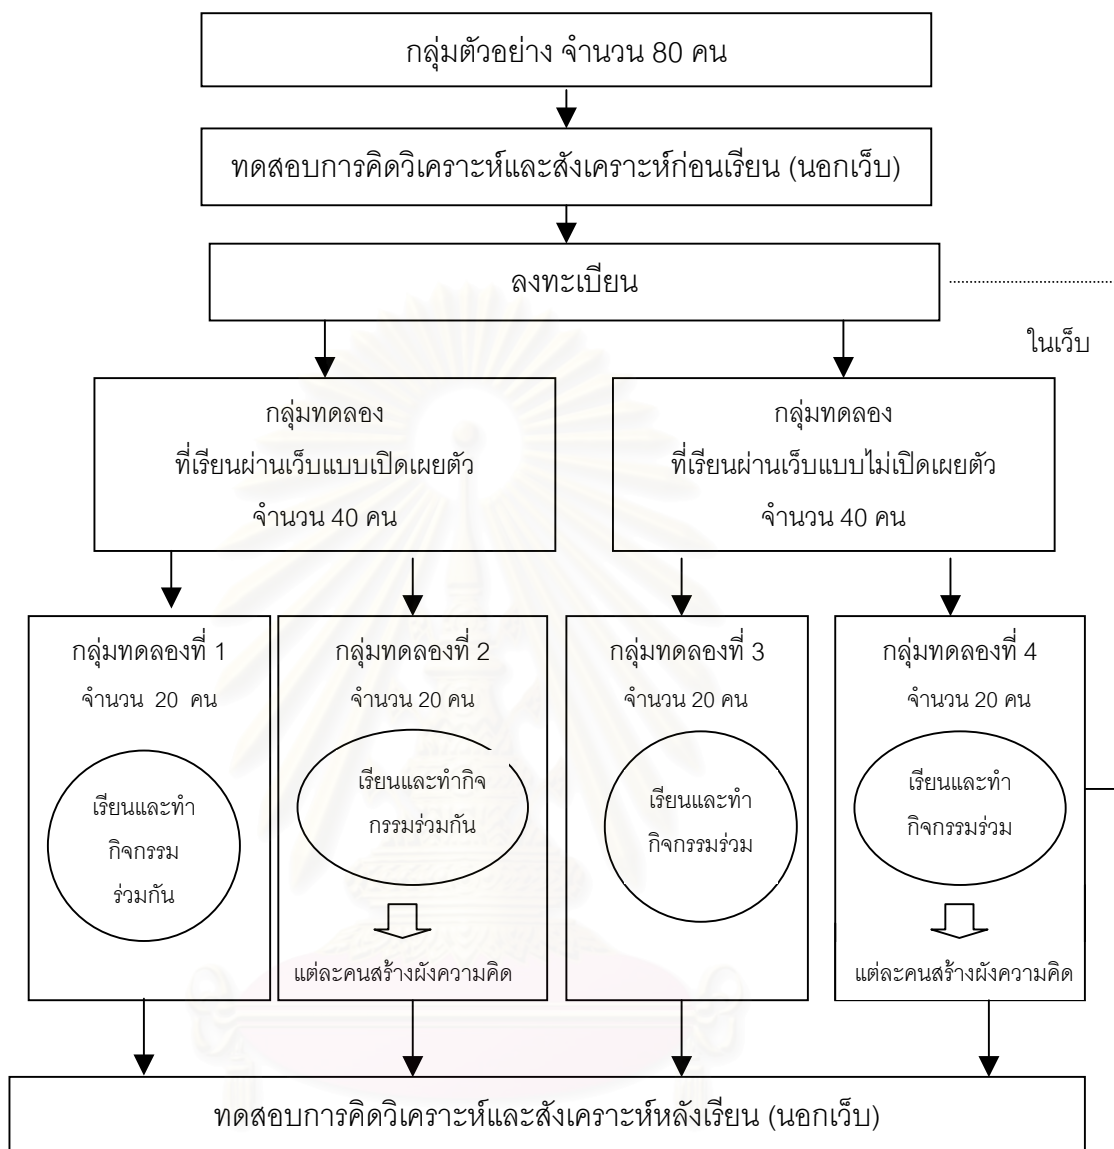 กลุ่มตัวอย่าง จำนวน 80 คน
ทดสอบการคิดวิเคราะห์และสังเคราะห์ก่อนเรียน (นอกเว็บ)
ลงทะเบียน
ในเว็บ
กลุ่มทดลอง
ที่เรียนผ่านเว็บแบบเปิดเผยตัว
จำนวน 40 คน
กลุ่มทดลอง
ที่เรียนผ่านเว็บแบบไม่เปิดเผยตัว
จำนวน 40 คน
กลุ่มทดลองที่ 1
จำนวน 20 คน
เรียนและทำ
กิจกรรม
ร่วมกัน
กลุ่มทดลองที่ 2
จำนวน 20 คน
เรียนและทำกิจ
กรรมร่วมกัน
แต่ละคนสร้างผังความคิด
กลุ่มทดลองที่ 3
จำนวน 20 คน
เรียนและทำ
กิจกรรมร่วม
กลุ่มทดลองที่ 4
จำนวน 20 คน
เรียนและทำ
กิจกรรมร่วม
แต่ละคนสร้างผังความคิด
ทดสอบการคิดวิเคราะห์และสังเคราะห์หลังเรียน (นอกเว็บ)